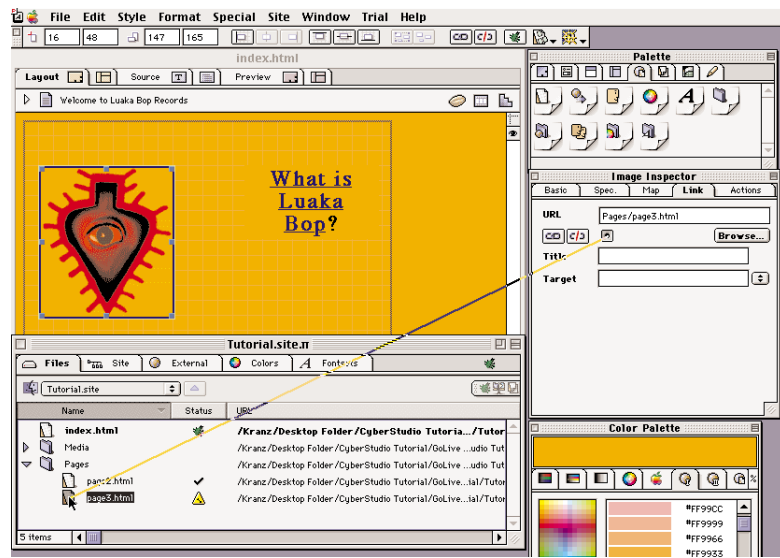 File Edit Style Format Special Site Window Trial Help
16 48 147 165
index.html
Layout Source T Preview
Welcome to Luaka Bop Records
What is
Luaka
Bop?
Palette
A
Image Inspector
Basic Spec. Map Link Actions
URL Pages/page3.html
Browse...
Title
Target
Tutorial.site.π
Files Site External Colors A Fontsets
Tutorial.site
Name Status URL
index.html /Kranz/Desktop Folder/CyberStudio Tutoria.../Tutor
Media /Kranz/Desktop Folder/CyberStudio Tutorial/GoLive ...udio Tut
Pages /Kranz/Desktop Folder/CyberStudio Tutorial/GoLive ...udio Tut
page2.html /Kranz/Desktop Folder/CyberStudio Tutorial/GoLive...ial/Tutor
page3.html /Kranz/Desktop Folder/CyberStudio Tutorial/GoLive...ial/Tutor
5 items
Color Palette
%
#FF99CC
#FF9999
#FF9966
#FF9933